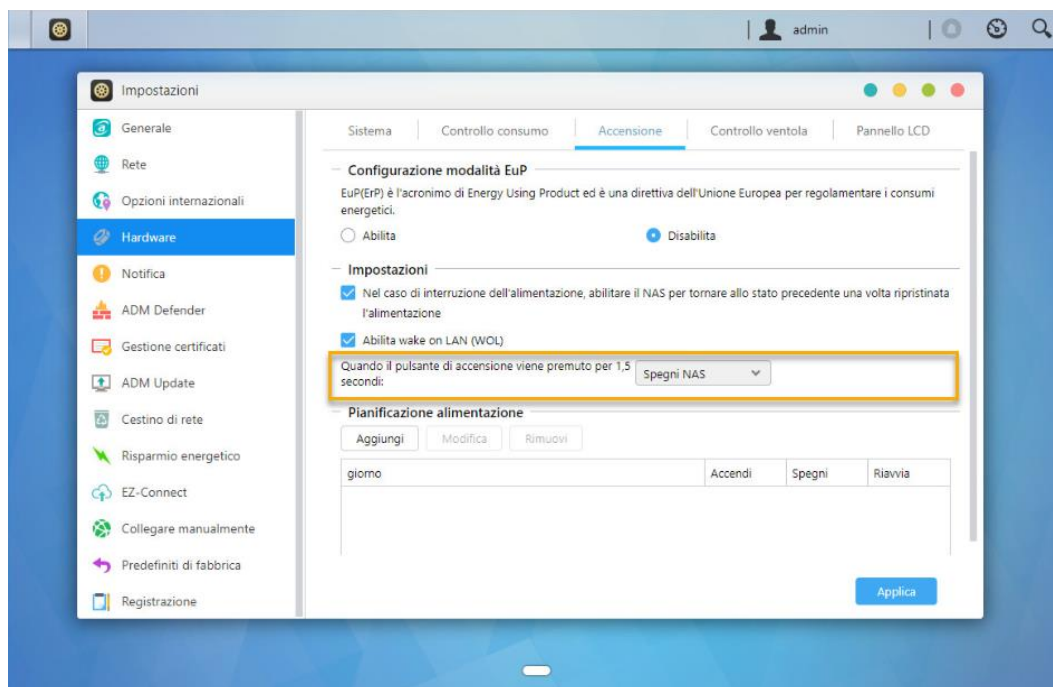 admin
Impostazioni
Generale
Rete
Opzioni internazionali
Hardware
Notifica
ADM Defender
Gestione certificati
ADM Update
Cestino di rete
Risparmio energetico
EZ-Connect
Collegare manualmente
Predefiniti di fabbrica
Registrazione
Sistema Controllo consumo Accensione Controllo ventola Pannello LCD
Configurazione modalità EuP
EuP(ErP) è l'acronimo di Energy Using Product ed è una direttiva dell'Unione Europea per regolamentare i consumi
energetici.
Abilita Disabilita
Impostazioni
Nel caso di interruzione dell'alimentazione, abilitare il NAS per tornare allo stato precedente una volta ripristinata
l'alimentazione
Abilita wake on LAN (WOL)
Quando il pulsante di accensione viene premuto per 1,5
secondi:
Spegni NAS
Pianificazione alimentazione
Aggiungi Modifica Rimuovi
giorno Accendi Spegni Riavvia
Applica